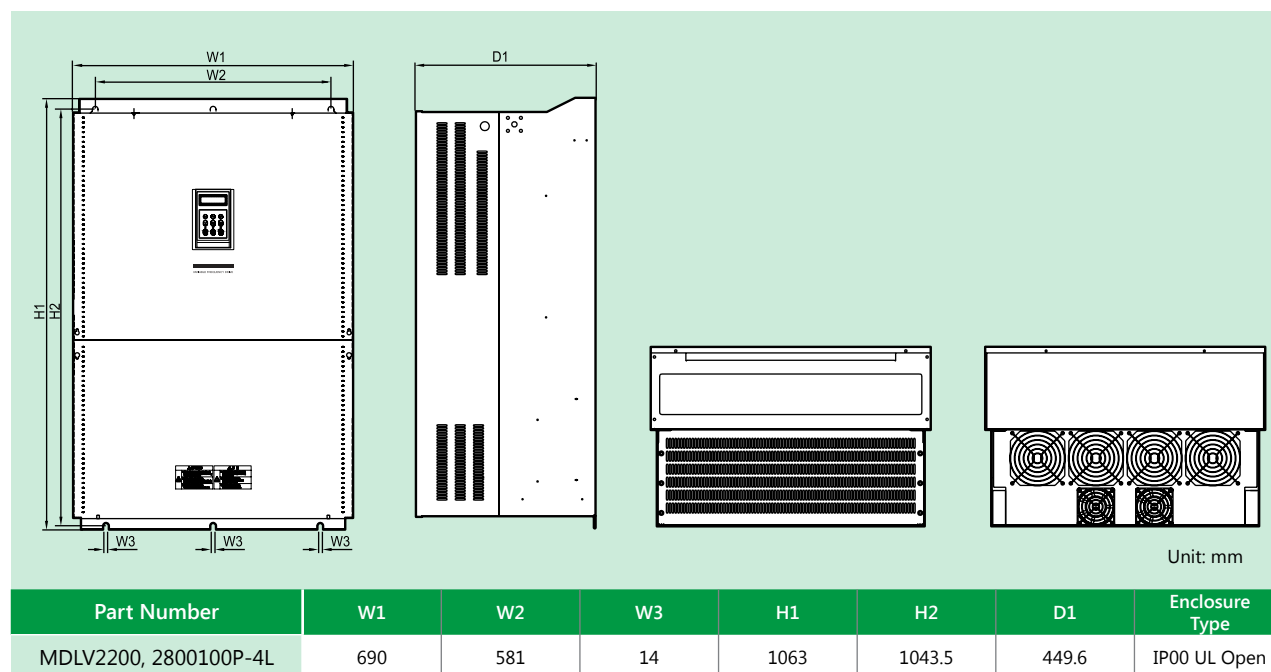 W1
W2
D1
H1
H2
W3
W3
W3
Unit: mm
Part Number W1 W2 W3 H1 H2 D1 Enclosure Type
MDLV2200, 2800100P-4L 690 581 14 1063 1043.5 449.6 IP00 UL Open